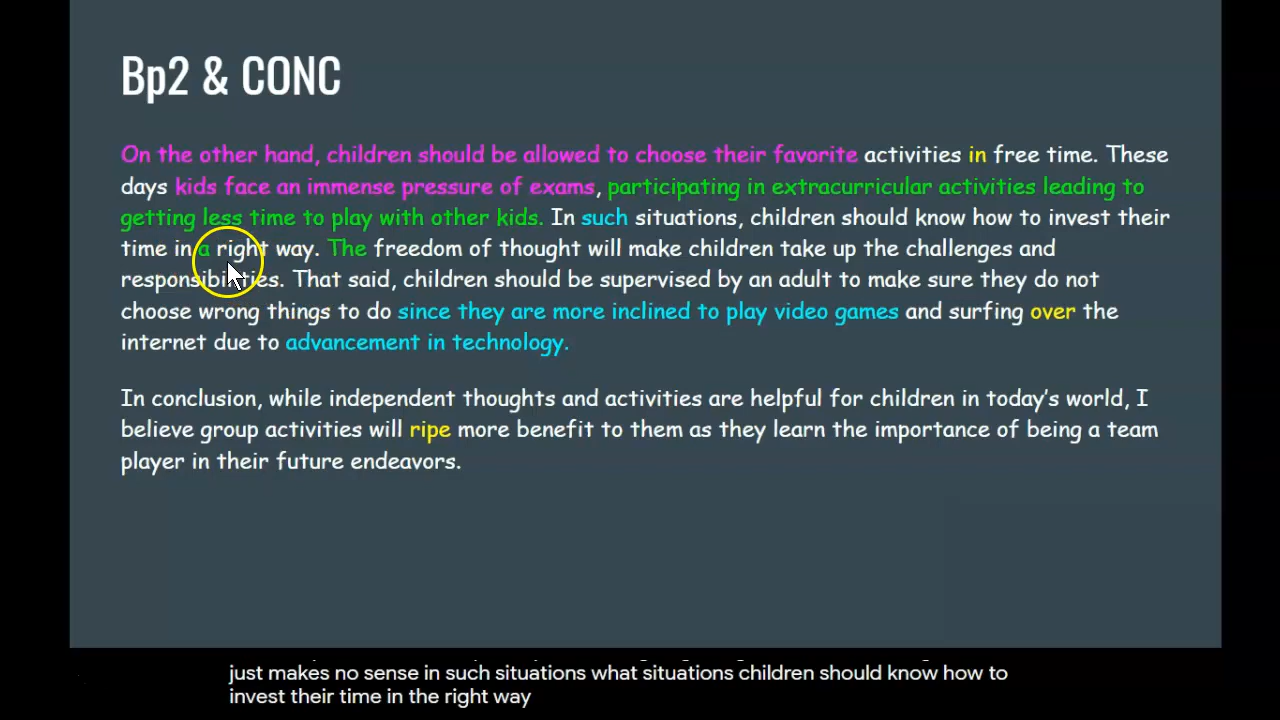 Bp2 & CONC
On the other hand, children should be allowed to choose their favorite activities in free time. These
days kids face an immense pressure of exams, participating in extracurricular activities leading to
getting less time to play with other kids. In such situations, children should know how to invest their
time in a right way. The freedom of thought will make children take up the challenges and
responsibilities. That said, children should be supervised by an adult to make sure they do not
choose wrong things to do since they are more inclined to play video games and surfing over the
internet due to advancement in technology.
In conclusion, while independent thoughts and activities are helpful for children in today's world, I
believe group activities will ripe more benefit to them as they learn the importance of being a team
player in their future endeavors.
just makes no sense in such situations what situations children should know how to
invest their time in the right way